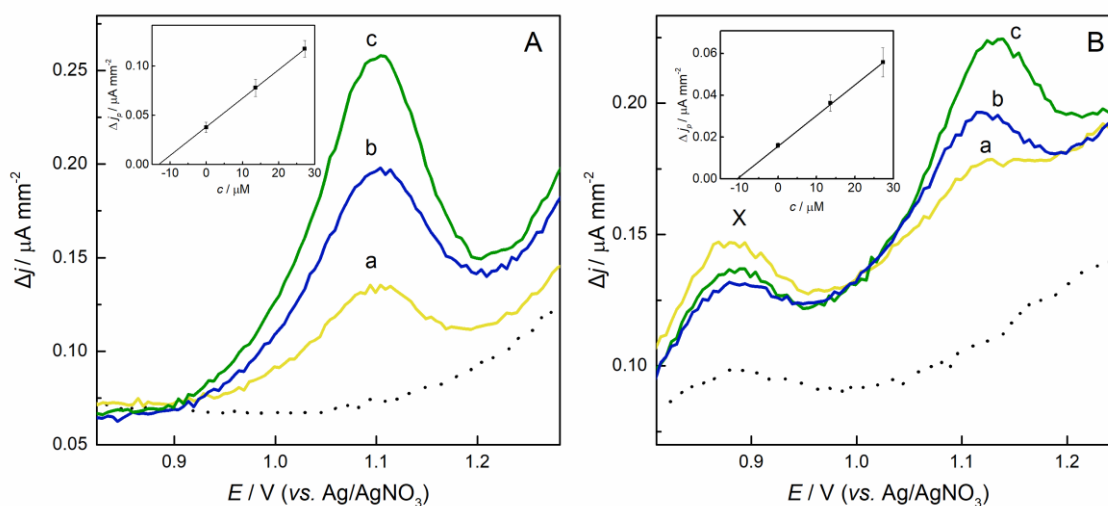 A
0.25
0.20
0.15
0.10
0.05
Δj / μA mm⁻²
0.9
1.0
1.1
1.2
E / V (vs. Ag/AgNO₃)
c
b
a
0.10
0.05
0.00
Δjₚ / μA mm⁻²
-10 0 10 20 30
c / μM
B
0.20
0.15
0.10
Δj / μA mm⁻²
0.9
1.0
1.1
1.2
E / V (vs. Ag/AgNO₃)
c
b
a
X
0.06
0.04
0.02
0.00
Δjₚ / μA mm⁻²
-10 0 10 20 30
c / μM